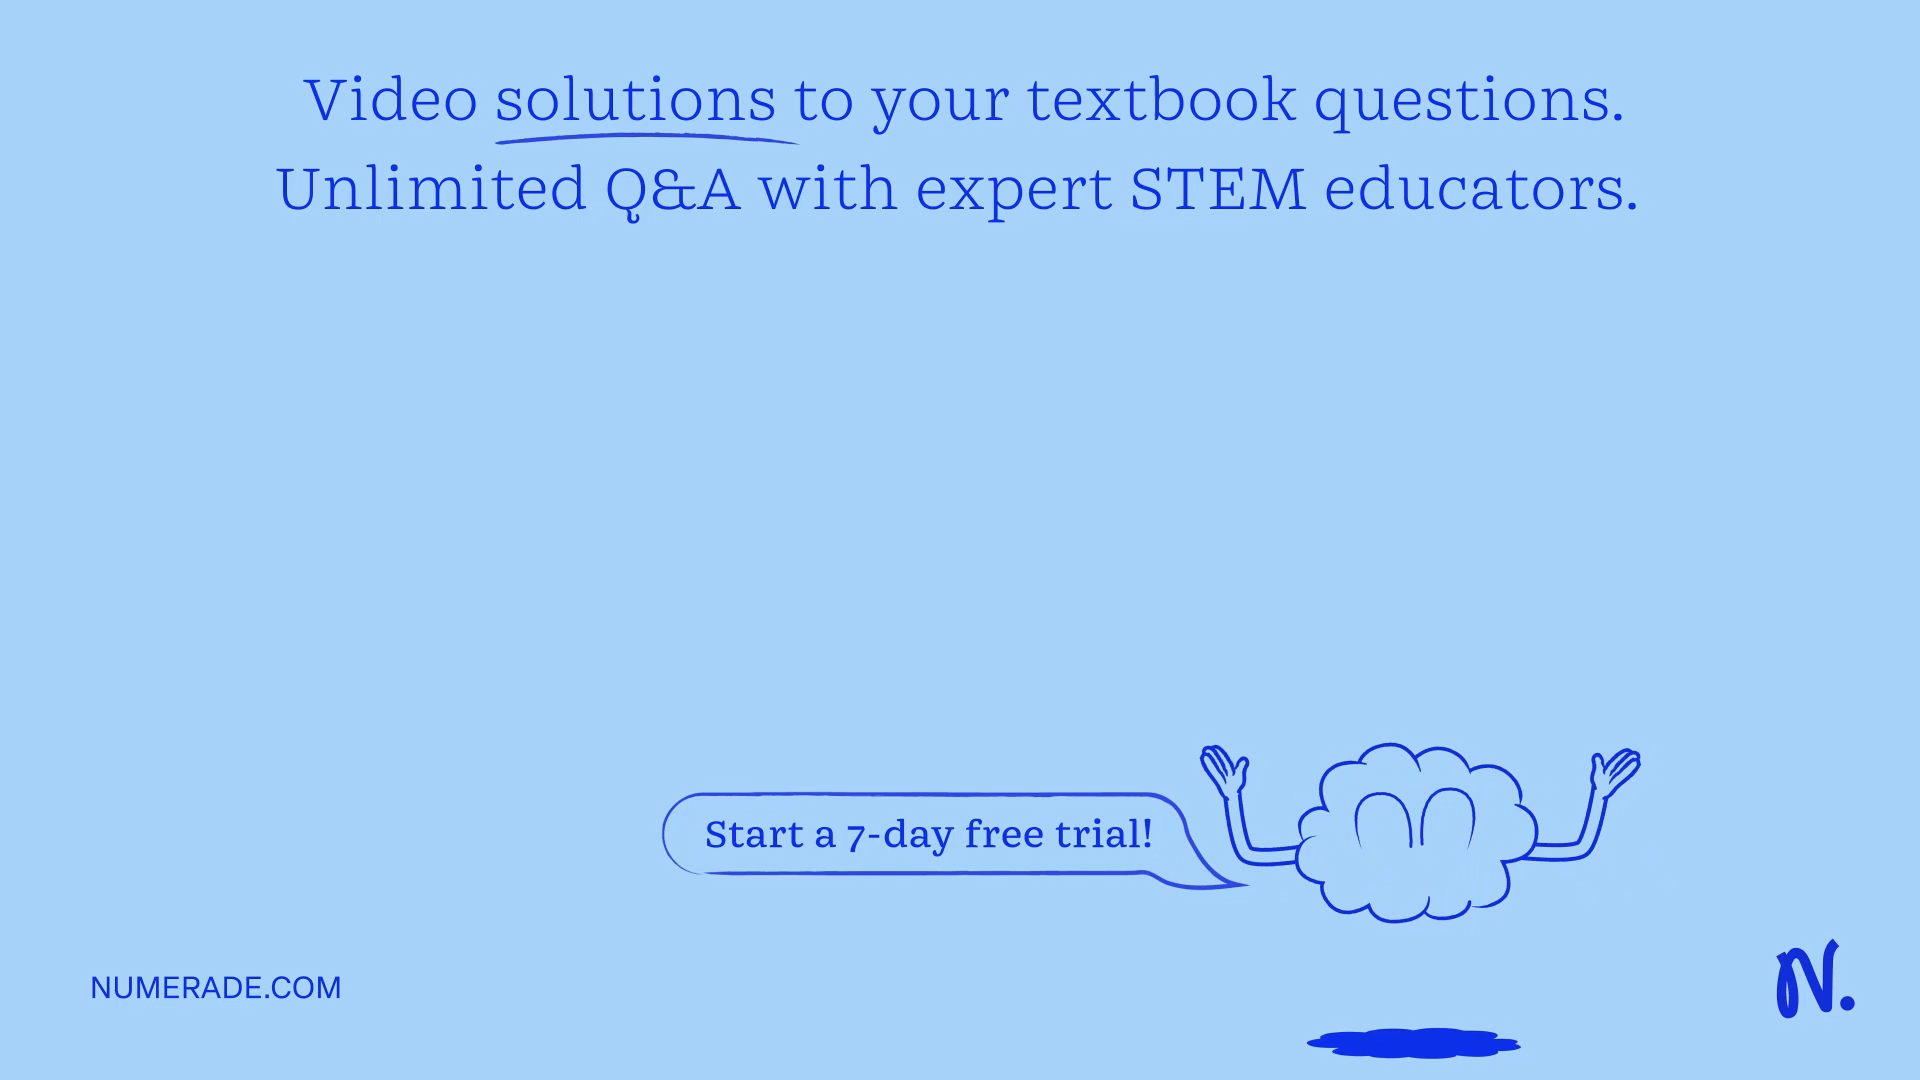 Video solutions to your textbook questions.
Unlimited Q&A with expert STEM educators.
Start a 7-day free trial!
NUMERADE.COM
N.